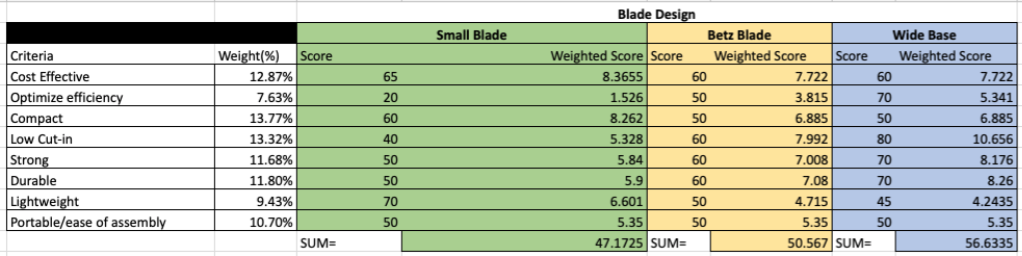 Blade Design
Small Blade Betz Blade Wide Base
Criteria Weight(%) Score Weighted Score Score Weighted Score Score Weighted Score
Cost Effective 12.87% 65 8.3655 60 7.722 60 7.722
Optimize efficiency 7.63% 20 1.526 50 3.815 70 5.341
Compact 13.77% 60 8.262 50 6.885 50 6.885
Low Cut-in 13.32% 40 5.328 60 7.992 80 10.656
Strong 11.68% 50 5.84 60 7.008 70 8.176
Durable 11.80% 50 5.9 60 7.08 70 8.26
Lightweight 9.43% 70 6.601 50 4.715 45 4.2435
Portable/ease of assembly 10.70% 50 5.35 50 5.35 50 5.35
SUM= 47.1725 SUM= 50.567 SUM= 56.6335